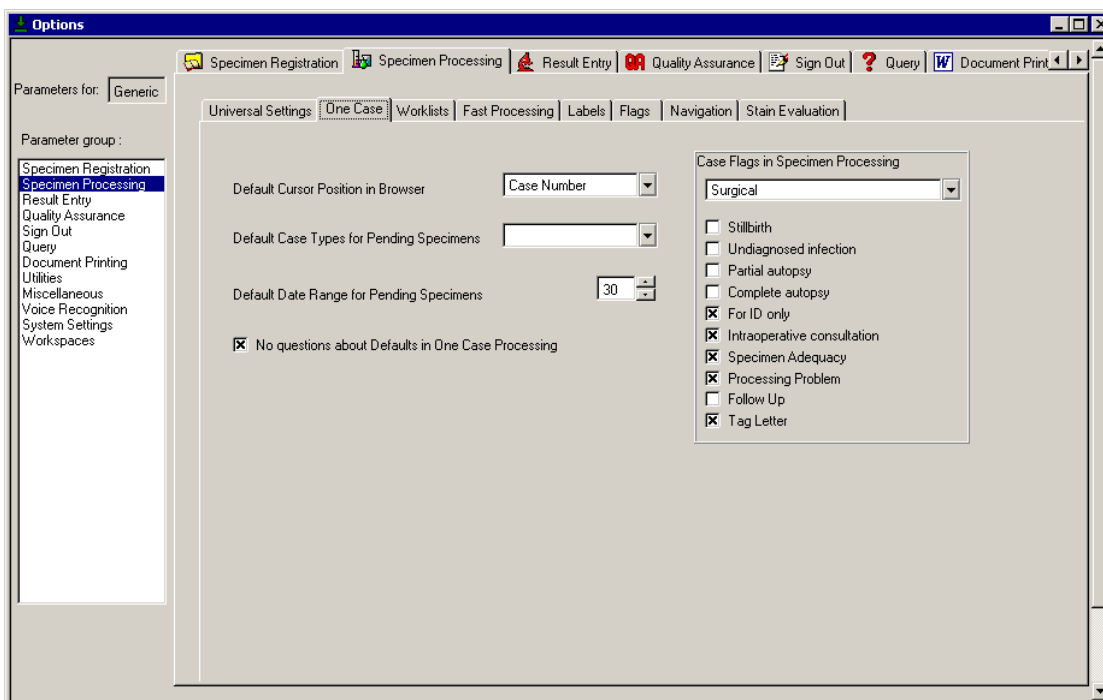 Options
Specimen Registration
Specimen Processing
Result Entry
QA Quality Assurance
Sign Out
? Query
W Document Print
Parameters for: Generic
Parameter group :
Specimen Registration
Specimen Processing
Result Entry
Quality Assurance
Sign Out
Query
Document Printing
Utilities
Miscellaneous
Voice Recognition
System Settings
Workspaces
Universal Settings
One Case
Worklists
Fast Processing
Labels
Flags
Navigation
Stain Evaluation
Default Cursor Position in Browser Case Number
Default Case Types for Pending Specimens
Default Date Range for Pending Specimens 30
No questions about Defaults in One Case Processing
Case Flags in Specimen Processing
Surgical
Stillbirth
Undiagnosed infection
Partial autopsy
Complete autopsy
For ID only
Intraoperative consultation
Specimen Adequacy
Processing Problem
Follow Up
Tag Letter